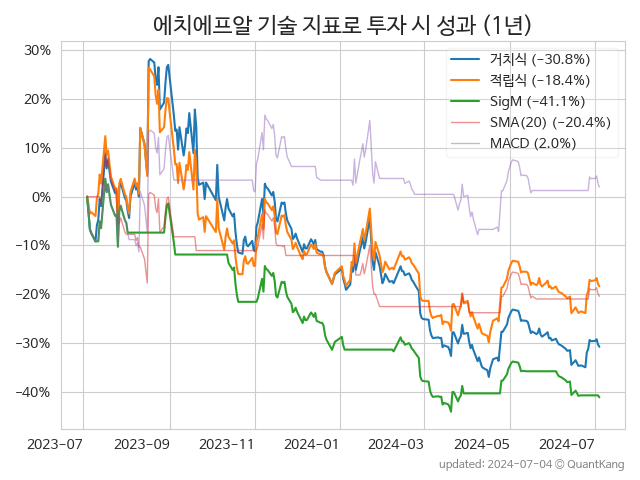 에치에프알 기술 지표로 투자 시 성과 (1년)
30%
20%
10%
0%
−10%
−20%
−30%
−40%
거치식 (−30.8%)
적립식 (−18.4%)
SigM (−41.1%)
SMA(20) (−20.4%)
MACD (2.0%)
2023-07
2023-09
2023-11
2024-01
2024-03
2024-05
2024-07
updated: 2024-07-04 © QuantKang